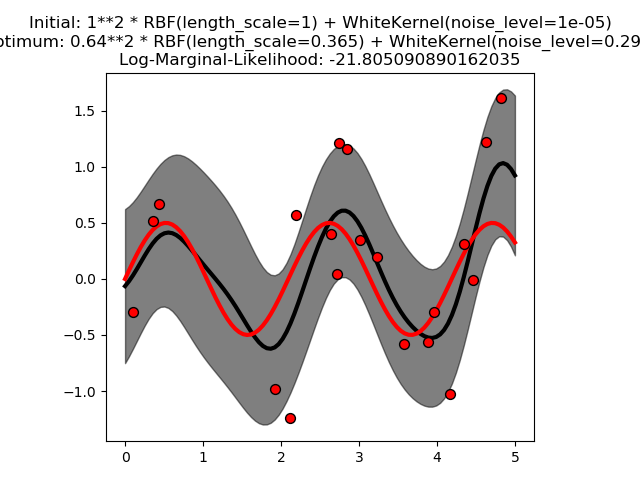 Initial: 1**2 * RBF(length_scale=1) + WhiteKernel(noise_level=1e-05)
ptimum: 0.64**2 * RBF(length_scale=0.365) + WhiteKernel(noise_level=0.29
Log-Marginal-Likelihood: -21.805090890162035
1.5
1.0
0.5
0.0
−0.5
−1.0
0 1 2 3 4 5